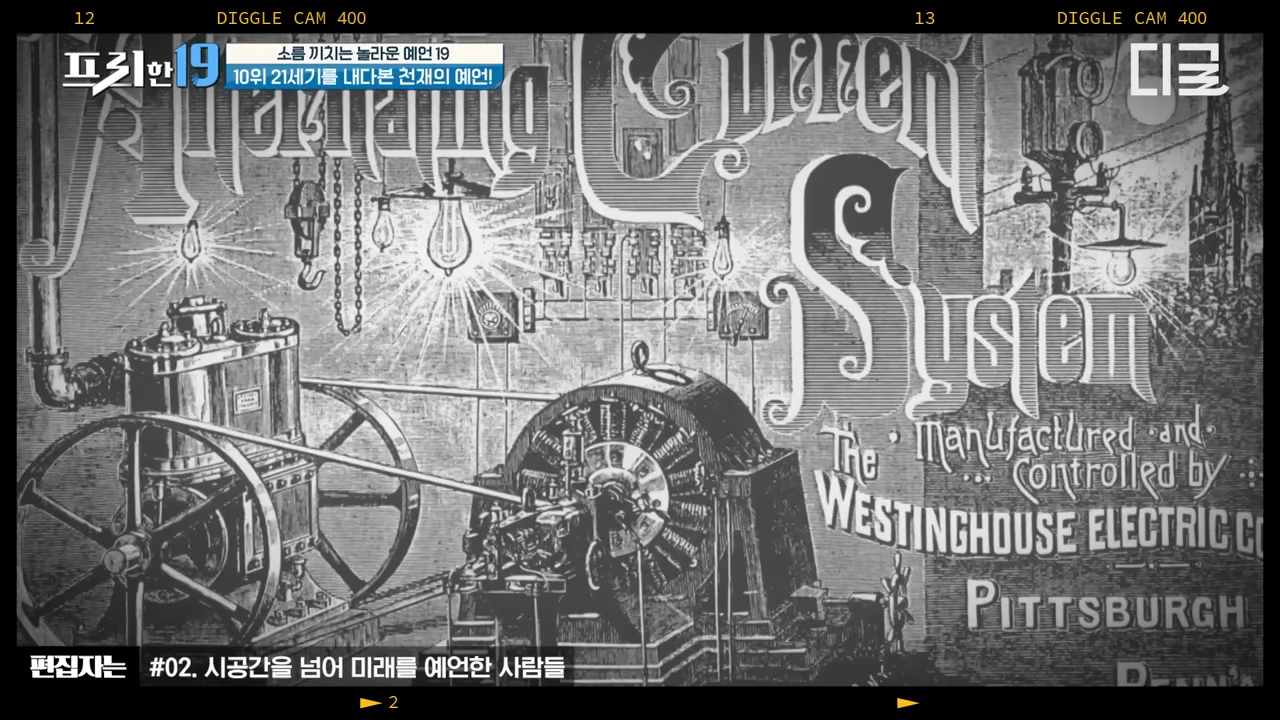 12 DIGGLE CAM 400 13 DIGGLE CAM 400
프리한19
소름 끼치는 놀라운 예언 19
10위 21세기를 내다본 천재의 예언!
디글
Alternating Current
System
The Manufactured and
Controlled by
WESTINGHOUSE ELECTRIC CO
PITTSBURGH
PENN'A
편집자는 #02. 시공간을 넘어 미래를 예언한 사람들
2